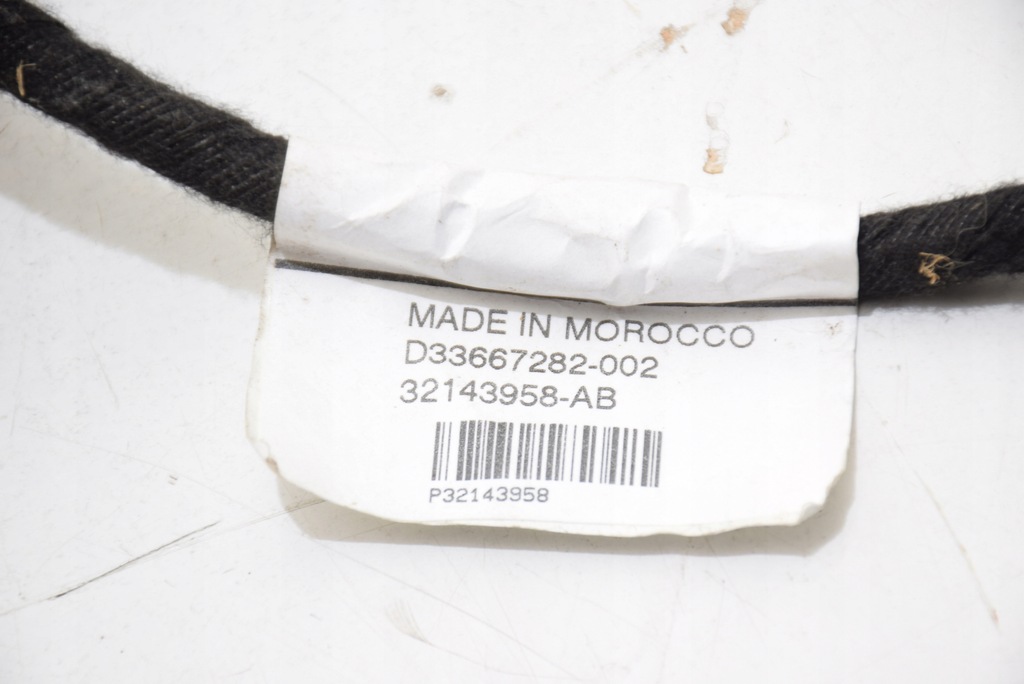 MADE IN MOROCCO
D33667282-002
32143958-AB
P32143958